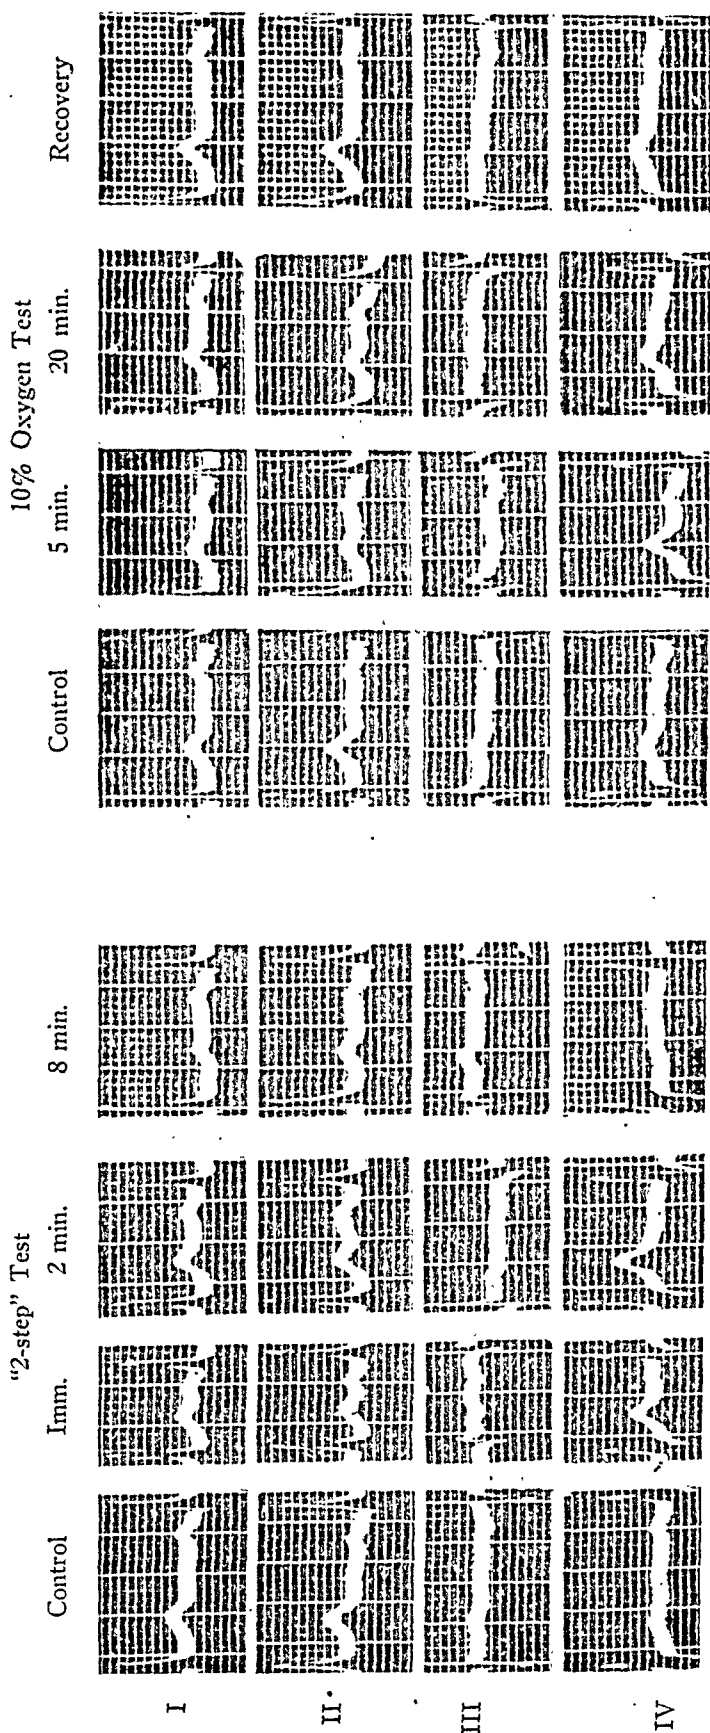 "2-step" Test
10% Oxygen Test
Control
Imm.
2 min.
8 min.
Control
5 min.
20 min.
Recovery
I
II
III
IV